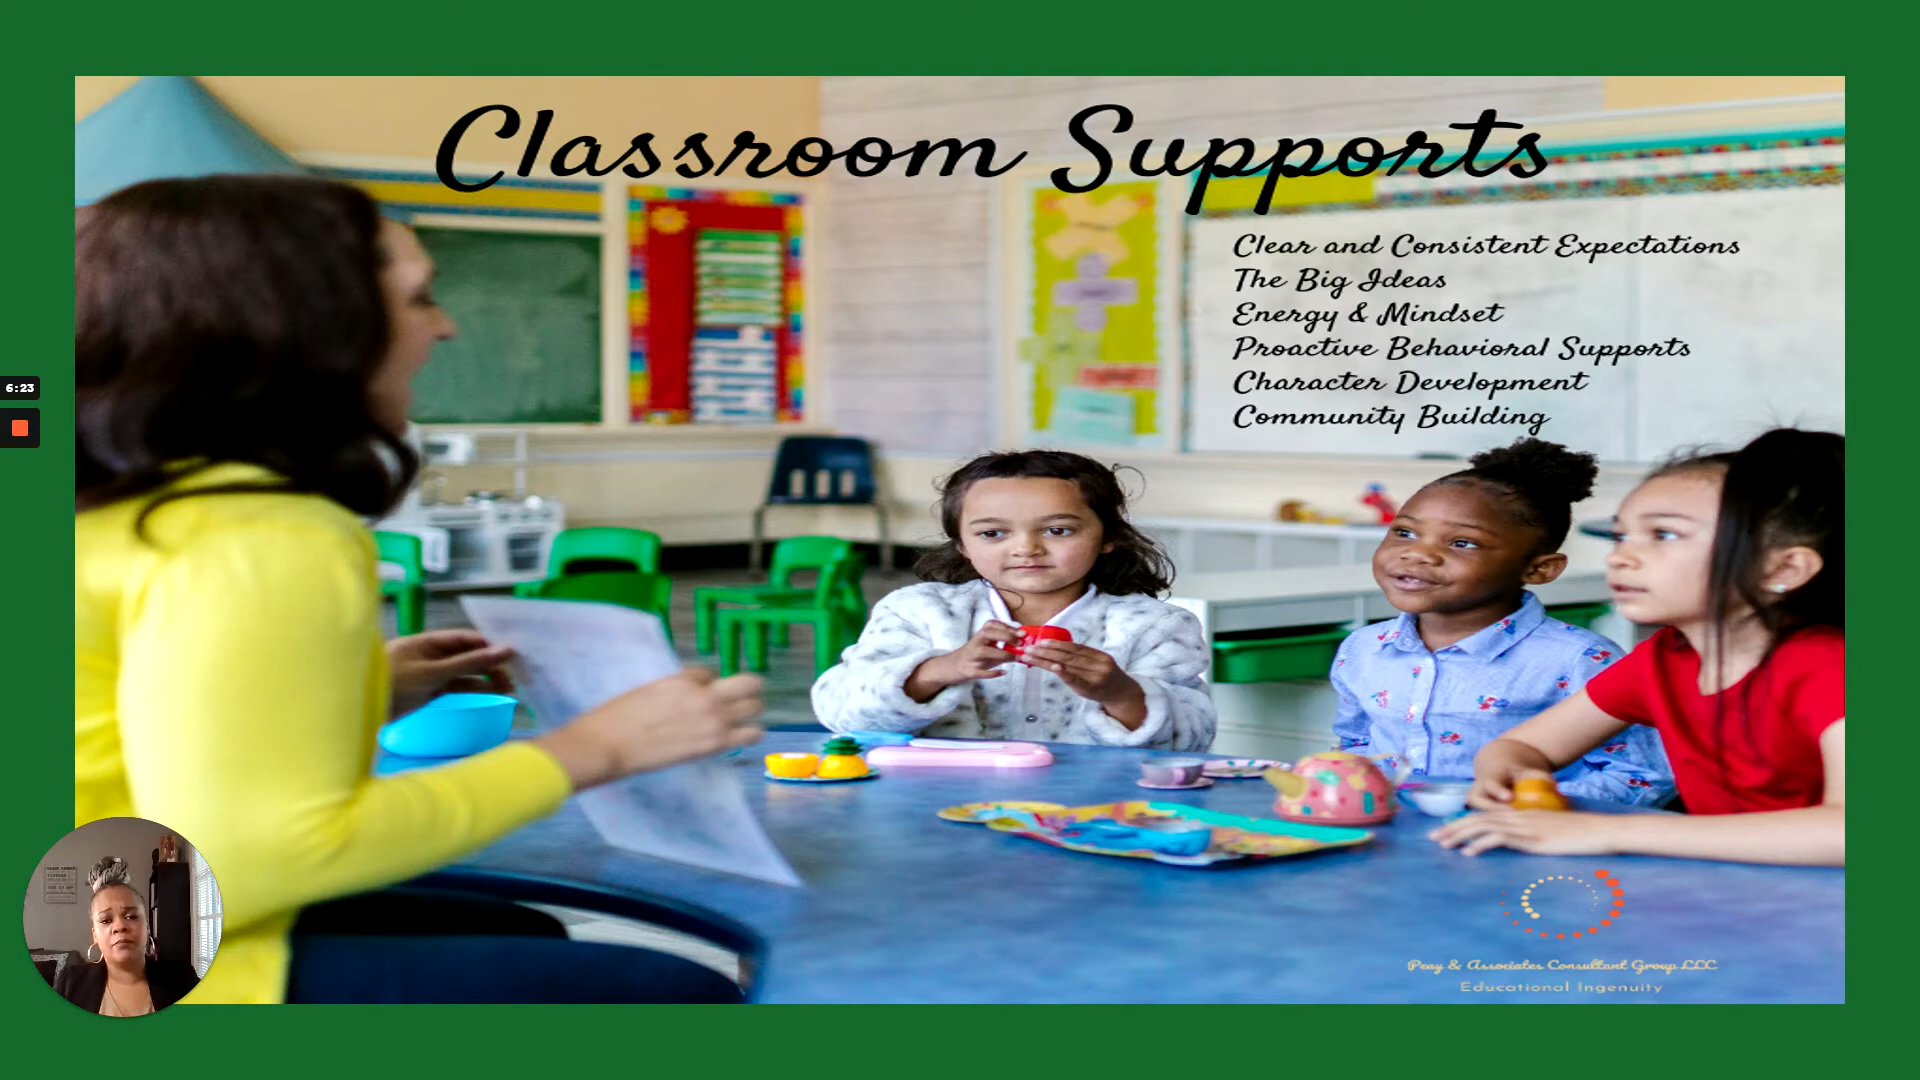 Classroom Supports
Clear and Consistent Expectations
The Big Ideas
Energy & Mindset
Proactive Behavioral Supports
Character Development
Community Building
6:23
Peay & Associates Consultant Group LLC
Educational Ingenuity